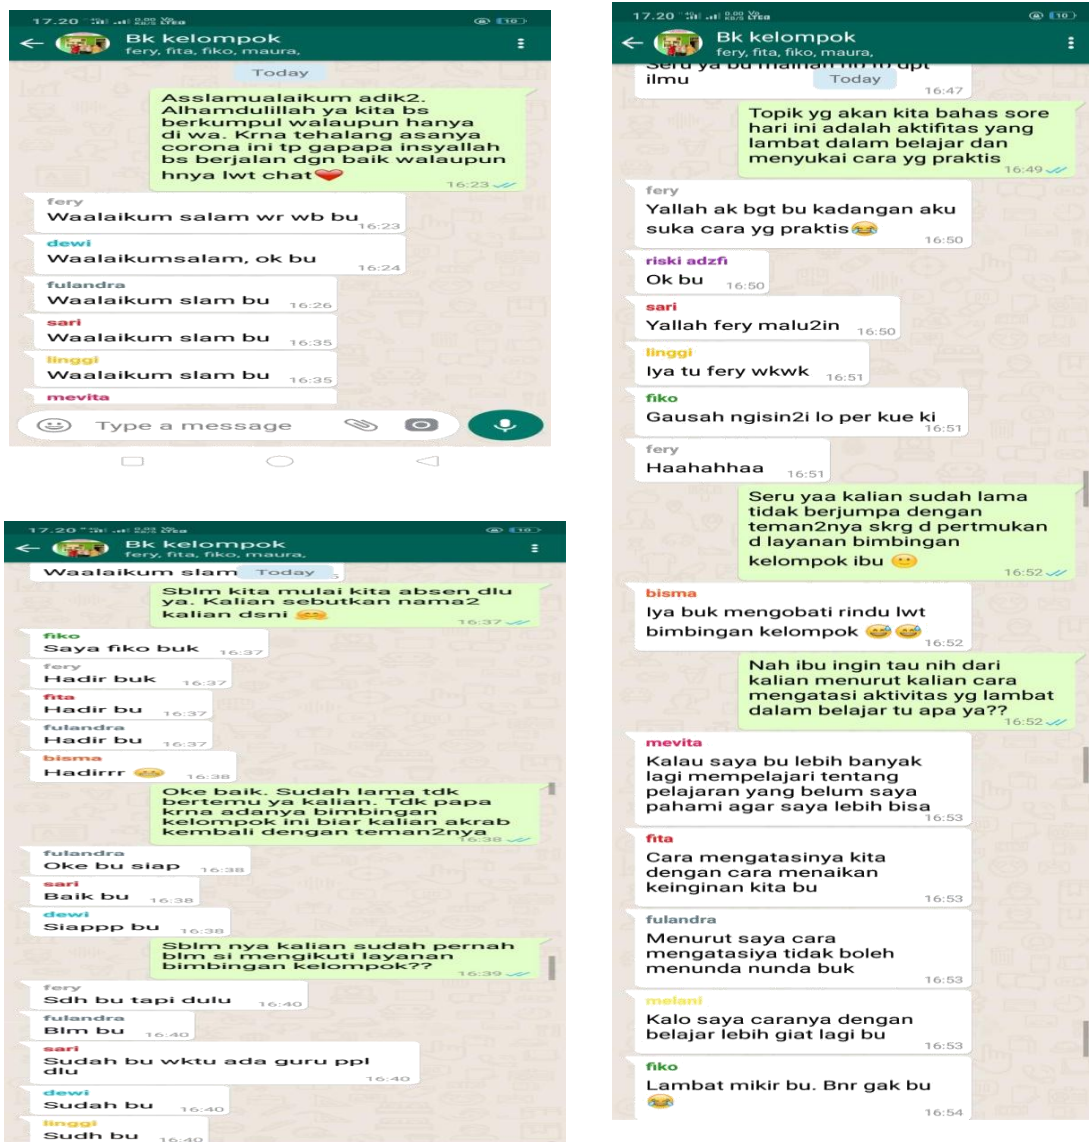 17.20
Bk kelompok
fery, fita, fiko, maura,
Today
Asslamualaikum adik2.
Alhamdulillah ya kita bs
berkumpul walaupun hanya
di wa. Krna tehalang asanya
corona ini tp gapapa insyallah
bs berjalan dgn baik walaupun
hnya lwt chat❤
16:23
fery
Waalaikum salam wr wb bu
16:23
dewi
Waalaikumsalam, ok bu
16:24
fulandra
Waalaikum slam bu 16:26
sari
Waalaikum slam bu 16:35
linggi
Waalaikum slam bu 16:35
mevita
Type a message
17.20
Bk kelompok
fery, fita, fiko, maura,
Waalaikum slam
Today
Sblm kita mulai kita absen dlu
ya. Kalian sebutkan nama2
kalian dsni 🤗
16:37
fiko
Saya fiko buk 16:37
fery
Hadir buk 16:37
fita
Hadir bu 16:37
fulandra
Hadir bu 16:37
bisma
Hadirrr 😁 16:38
Oke baik. Sudah lama tdk
bertemu ya kalian. Tdk papa
krna adanya bimbingan
kelompok ini biar kalian akrab
kembali dengan teman2nya
16:38
fulandra
Oke bu siap 16:38
sari
Baik bu 16:38
dewi
Siappp bu 16:38
Sblm nya kalian sudah pernah
blm si mengikuti layanan
bimbingan kelompok??
16:39
fery
Sdh bu tapi dulu 16:40
fulandra
Blm bu 16:40
sari
Sudah bu wktu ada guru ppl
dlu
16:40
dewi
Sudah bu 16:40
linggi
Sudh bu 16:40
17.20
Bk kelompok
fery, fita, fiko, maura,
Seru ya bu mainan nn tu dpt
ilmu
Today
16:47
Topik yg akan kita bahas sore
hari ini adalah aktifitas yang
lambat dalam belajar dan
menyukai cara yg praktis
16:49
fery
Yallah ak bgt bu kadangan aku
suka cara yg praktis😂
16:50
riski adzfi
Ok bu 16:50
sari
Yallah fery malu2in 16:50
linggi
Iya tu fery wkwk 16:51
fiko
Gausah ngisin2i lo per kue ki
16:51
fery
Haahahhaa 16:51
Seru yaa kalian sudah lama
tidak berjumpa dengan
teman2nya skrg d pertmukan
d layanan bimbingan
kelompok ibu 🙂
16:52
bisma
Iya buk mengobati rindu lwt
bimbingan kelompok 😅😅
16:52
Nah ibu ingin tau nih dari
kalian menurut kalian cara
mengatasi aktivitas yg lambat
dalam belajar tu apa ya??
16:52
mevita
Kalau saya bu lebih banyak
lagi mempelajari tentang
pelajaran yang belum saya
pahami agar saya lebih bisa
16:53
fita
Cara mengatasinya kita
dengan cara menaikan
keinginan kita bu
16:53
fulandra
Menurut saya cara
mengatasiya tidak boleh
menunda nunda buk
16:53
melani
Kalo saya caranya dengan
belajar lebih giat lagi bu
16:53
fiko
Lambat mikir bu. Bnr gak bu
😂
16:54